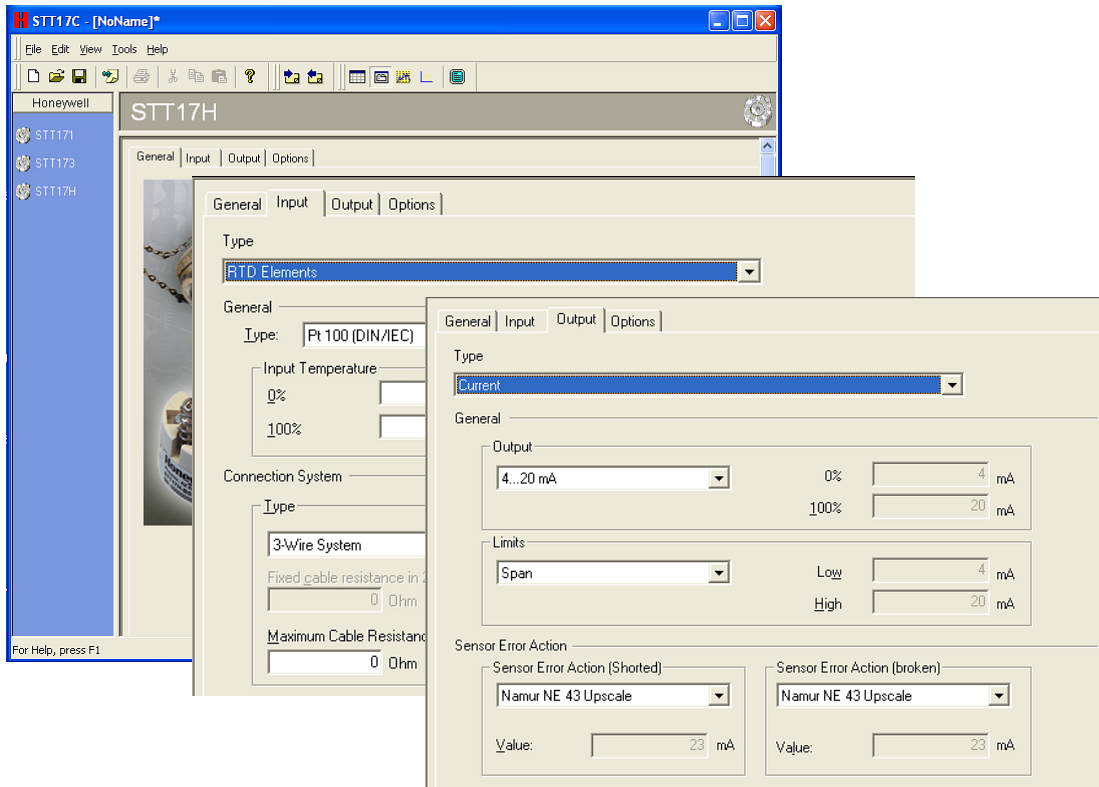 STT17C - [NoName]*
File Edit View Tools Help
Honeywell
STT171
STT173
STT17H
STT17H
General Input Output Options
For Help, press F1
General Input Output Options
Type
RTD Elements
General
Type: Pt 100 (DIN/IEC)
Input Temperature
0%
100%
Connection System
Type
3-Wire System
Fixed cable resistance in 2
0 Ohm
Maximum Cable Resistanc
0 Ohm
General Input Output Options
Type
Current
General
Output
4...20 mA 0% 4 mA
100% 20 mA
Limits
Span Low 4 mA
High 20 mA
Sensor Error Action
Sensor Error Action (Shorted) Sensor Error Action (broken)
Namur NE 43 Upscale Namur NE 43 Upscale
Value: 23 mA Value: 23 mA